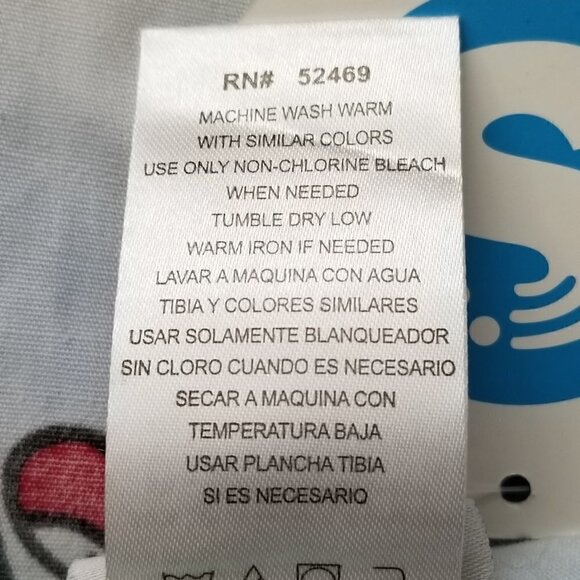 RN# 52469
MACHINE WASH WARM
WITH SIMILAR COLORS
USE ONLY NON-CHLORINE BLEACH
WHEN NEEDED
TUMBLE DRY LOW
WARM IRON IF NEEDED
LAVAR A MAQUINA CON AGUA
TIBIA Y COLORES SIMILARES
USAR SOLAMENTE BLANQUEADOR
SIN CLORO CUANDO ES NECESARIO
SECAR A MAQUINA CON
TEMPERATURA BAJA
USAR PLANCHA TIBIA
SI ES NECESARIO